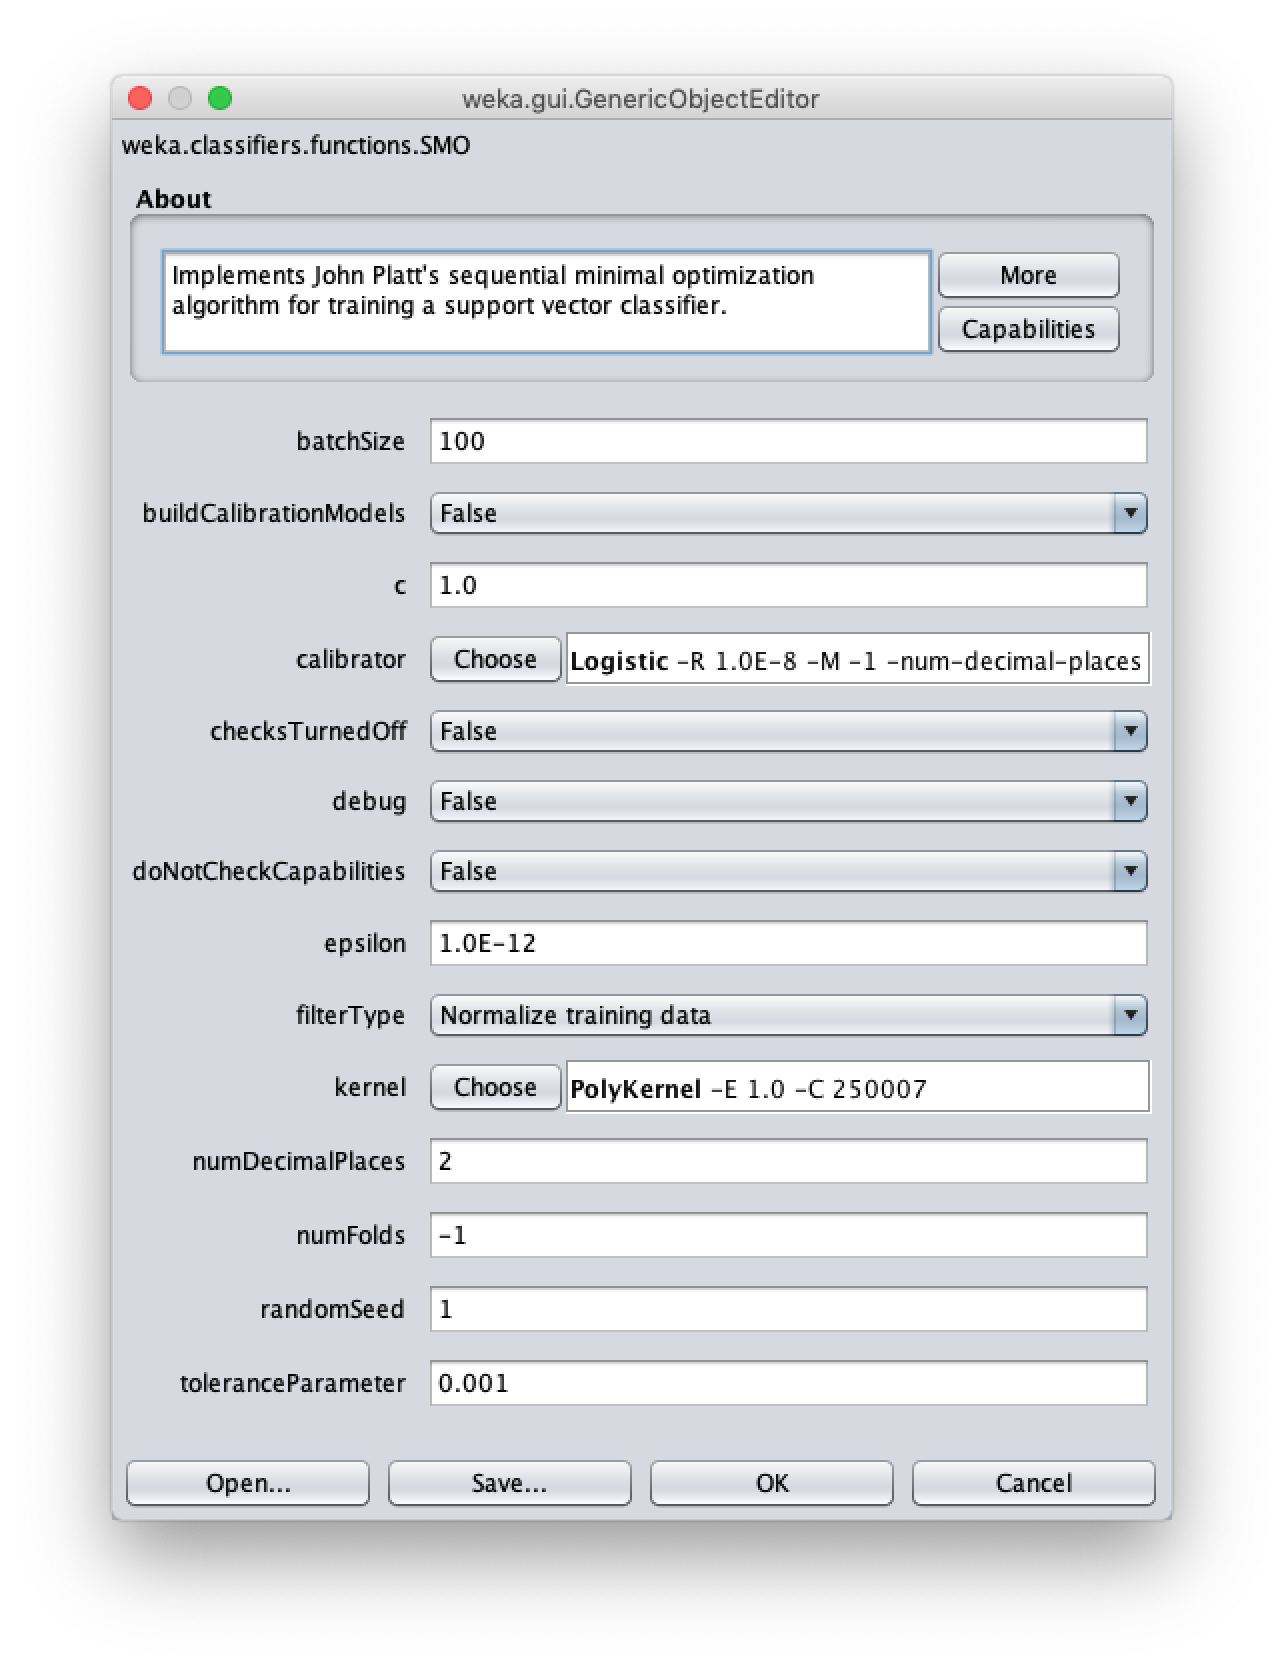 weka.gui.GenericObjectEditor
weka.classifiers.functions.SMO
About
Implements John Platt's sequential minimal optimization
algorithm for training a support vector classifier.
More
Capabilities
batchSize 100
buildCalibrationModels False
c 1.0
calibrator Choose Logistic -R 1.0E-8 -M -1 -num-decimal-places
checksTurnedOff False
debug False
doNotCheckCapabilities False
epsilon 1.0E-12
filterType Normalize training data
kernel Choose PolyKernel -E 1.0 -C 250007
numDecimalPlaces 2
numFolds -1
randomSeed 1
toleranceParameter 0.001
Open... Save... OK Cancel